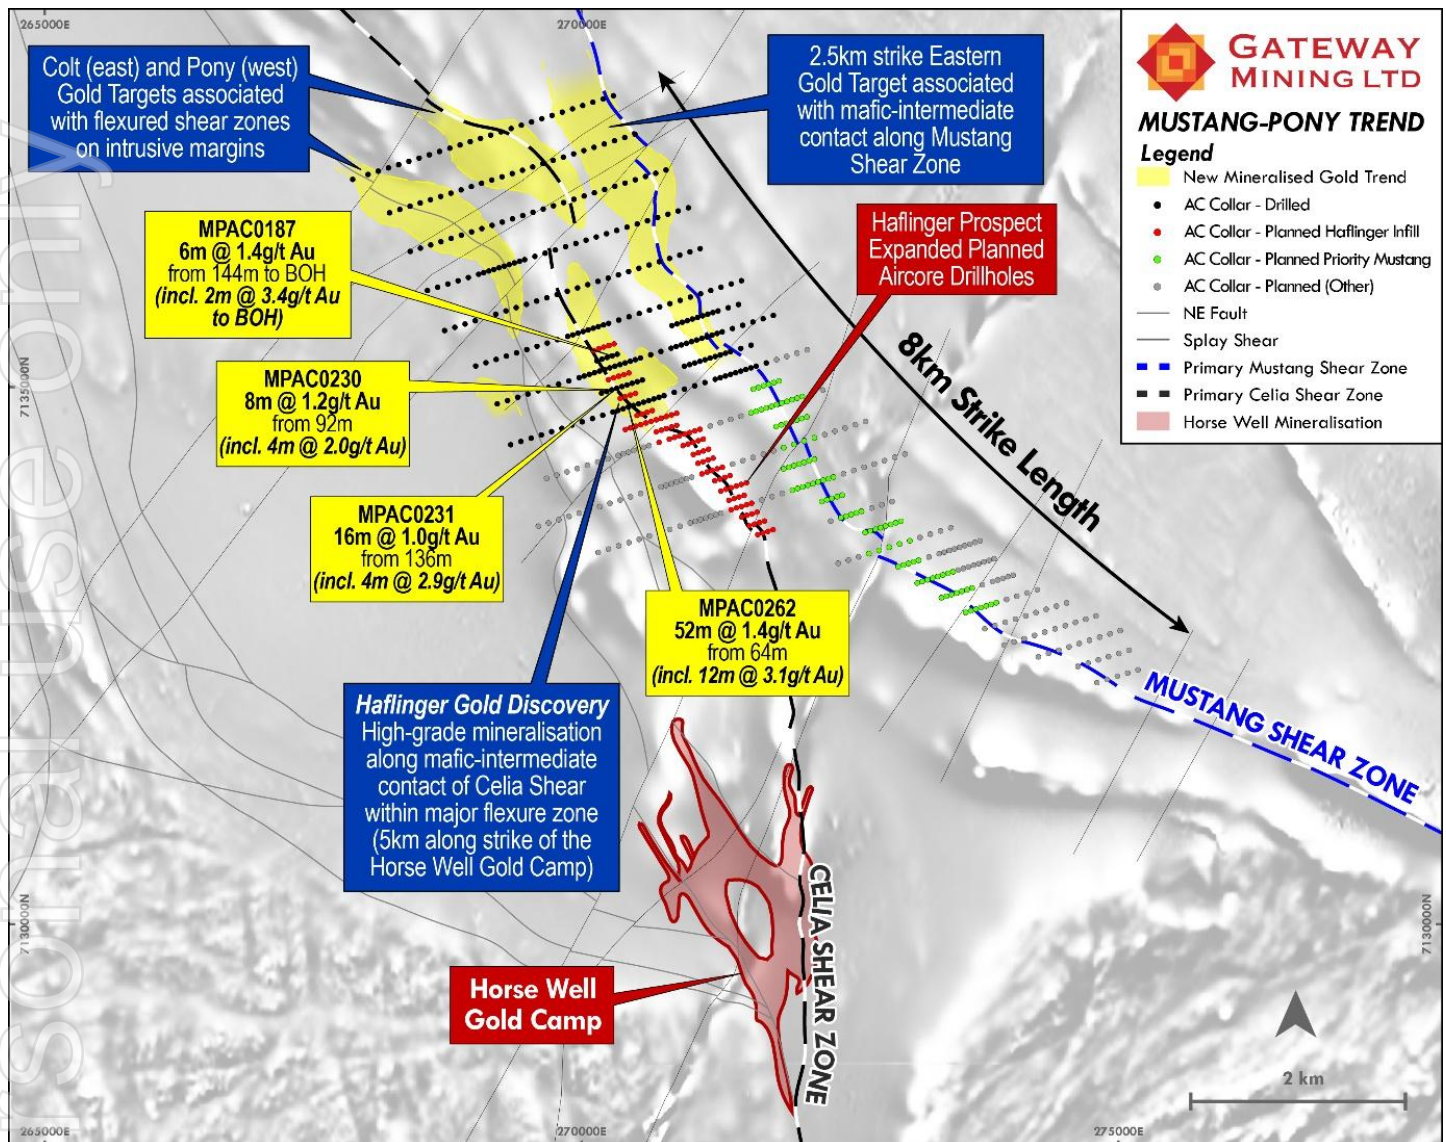 265000E
270000E
Colt (east) and Pony (west)
Gold Targets associated
with flexured shear zones
on intrusive margins
2.5km strike Eastern
Gold Target associated
with mafic-intermediate
contact along Mustang
Shear Zone
GATEWAY
MINING LTD
MUSTANG-PONY TREND
Legend
New Mineralised Gold Trend
AC Collar - Drilled
AC Collar - Planned Haflinger Infill
AC Collar - Planned Priority Mustang
AC Collar - Planned (Other)
NE Fault
Splay Shear
Primary Mustang Shear Zone
Primary Celia Shear Zone
Horse Well Mineralisation
MPAC0187
6m @ 1.4g/t Au
from 144m to BOH
(incl. 2m @ 3.4g/t Au
to BOH)
Haflinger Prospect
Expanded Planned
Aircore Drillholes
8km Strike Length
7135000N
MPAC0230
8m @ 1.2g/t Au
from 92m
(incl. 4m @ 2.0g/t Au)
MPAC0231
16m @ 1.0g/t Au
from 136m
(incl. 4m @ 2.9g/t Au)
MPAC0262
52m @ 1.4g/t Au
from 64m
(incl. 12m @ 3.1g/t Au)
Haflinger Gold Discovery
High-grade mineralisation
along mafic-intermediate
contact of Celia Shear
within major flexure zone
(5km along strike of the
Horse Well Gold Camp)
MUSTANG SHEAR ZONE
CELIA SHEAR ZONE
7130000N
7130000N
Horse Well
Gold Camp
2 km
265000E
270000E
275000E
rsonal use only